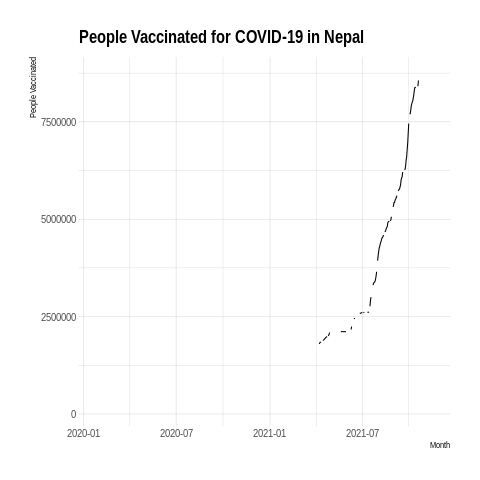 People Vaccinated for COVID-19 in Nepal
People Vaccinated
7500000
5000000
2500000
0
2020-01 2020-07 2021-01 2021-07
Month